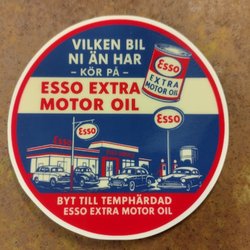 VILKEN BIL
NI ÄN HAR
– KÖR PÅ –
ESSO EXTRA
MOTOR OIL
Esso
EXTRA
MOTOR OIL
Esso
Esso
BYT TILL TEMPHÄRDAD
ESSO EXTRA MOTOR OIL